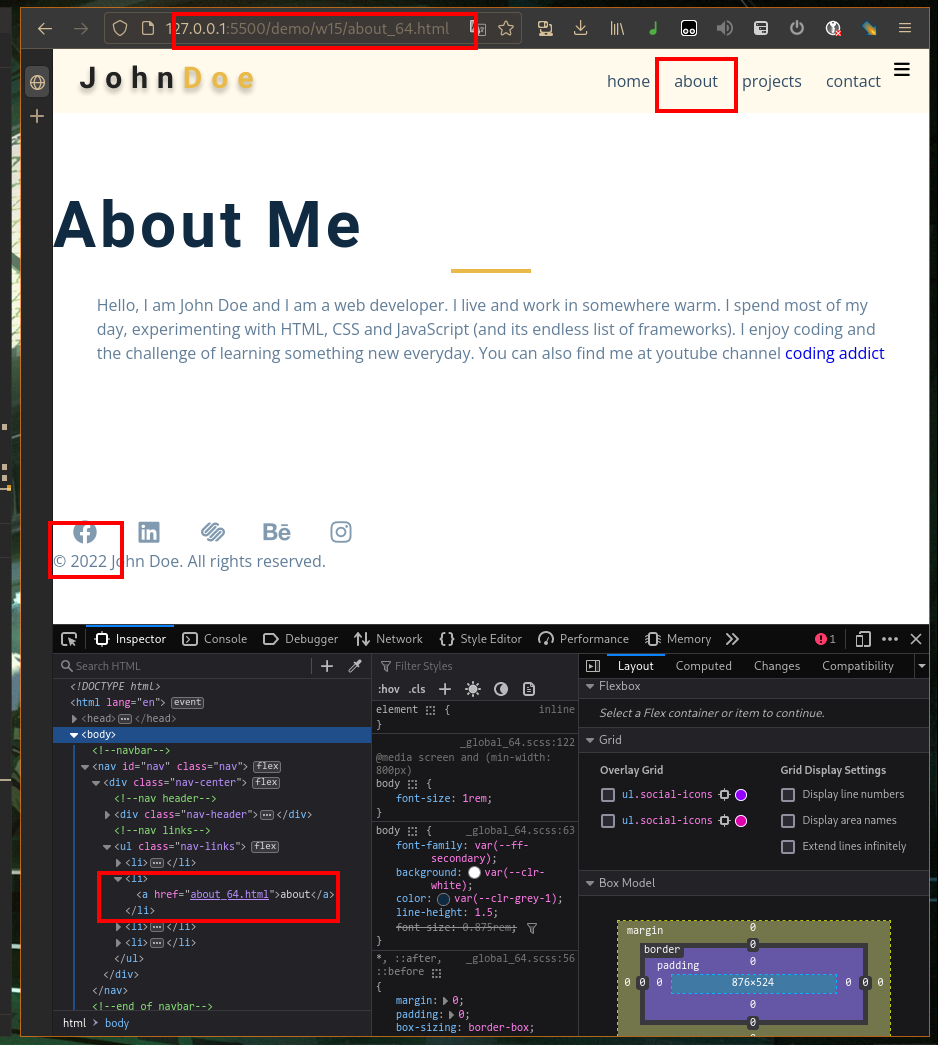 127.0.0.1:5500/demo/w15/about_64.html
JohnDoe
home about projects contact
About Me
Hello, I am John Doe and I am a web developer. I live and work in somewhere warm. I spend most of my
day, experimenting with HTML, CSS and JavaScript (and its endless list of frameworks). I enjoy coding and
the challenge of learning something new everyday. You can also find me at youtube channel coding addict
Bē
© 2022 John Doe. All rights reserved.
Inspector Console Debugger Network Style Editor Performance Memory 1
Search HTML
<!DOCTYPE html>
<html lang="en"> event
<head> </head>
<body>
<!--navbar-->
<nav id="nav" class="nav"> flex
<div class="nav-center"> flex
<!--nav header-->
<div class="nav-header"> </div>
<!--nav links-->
<ul class="nav-links"> flex
<li> </li>
<li>
<a href="about_64.html">about</a>
</li>
<li> </li>
<li> </li>
</ul>
</div>
</nav>
<!--end of navbar-->
html > body
Filter Styles
:hov .cls
element { inline
}
_global_64.scss:122
@media screen and (min-width:
800px)
body {
font-size: 1rem;
}
body { _global_64.scss:63
font-family: var(--ff-
secondary);
background: var(--clr-
white);
color: var(--clr-grey-1);
line-height: 1.5;
font-size: 0.875rem;
}
*, ::after, _global_64.scss:56
::before
{
margin: 0;
padding: 0;
box-sizing: border-box;
Layout Computed Changes Compatibility
Flexbox
Select a Flex container or item to continue.
Grid
Overlay Grid Grid Display Settings
ul.social-icons Display line numbers
ul.social-icons Display area names
Extend lines infinitely
Box Model
margin 0
border 0
padding 0
0 0 0 876×524 0 0 0
0
0